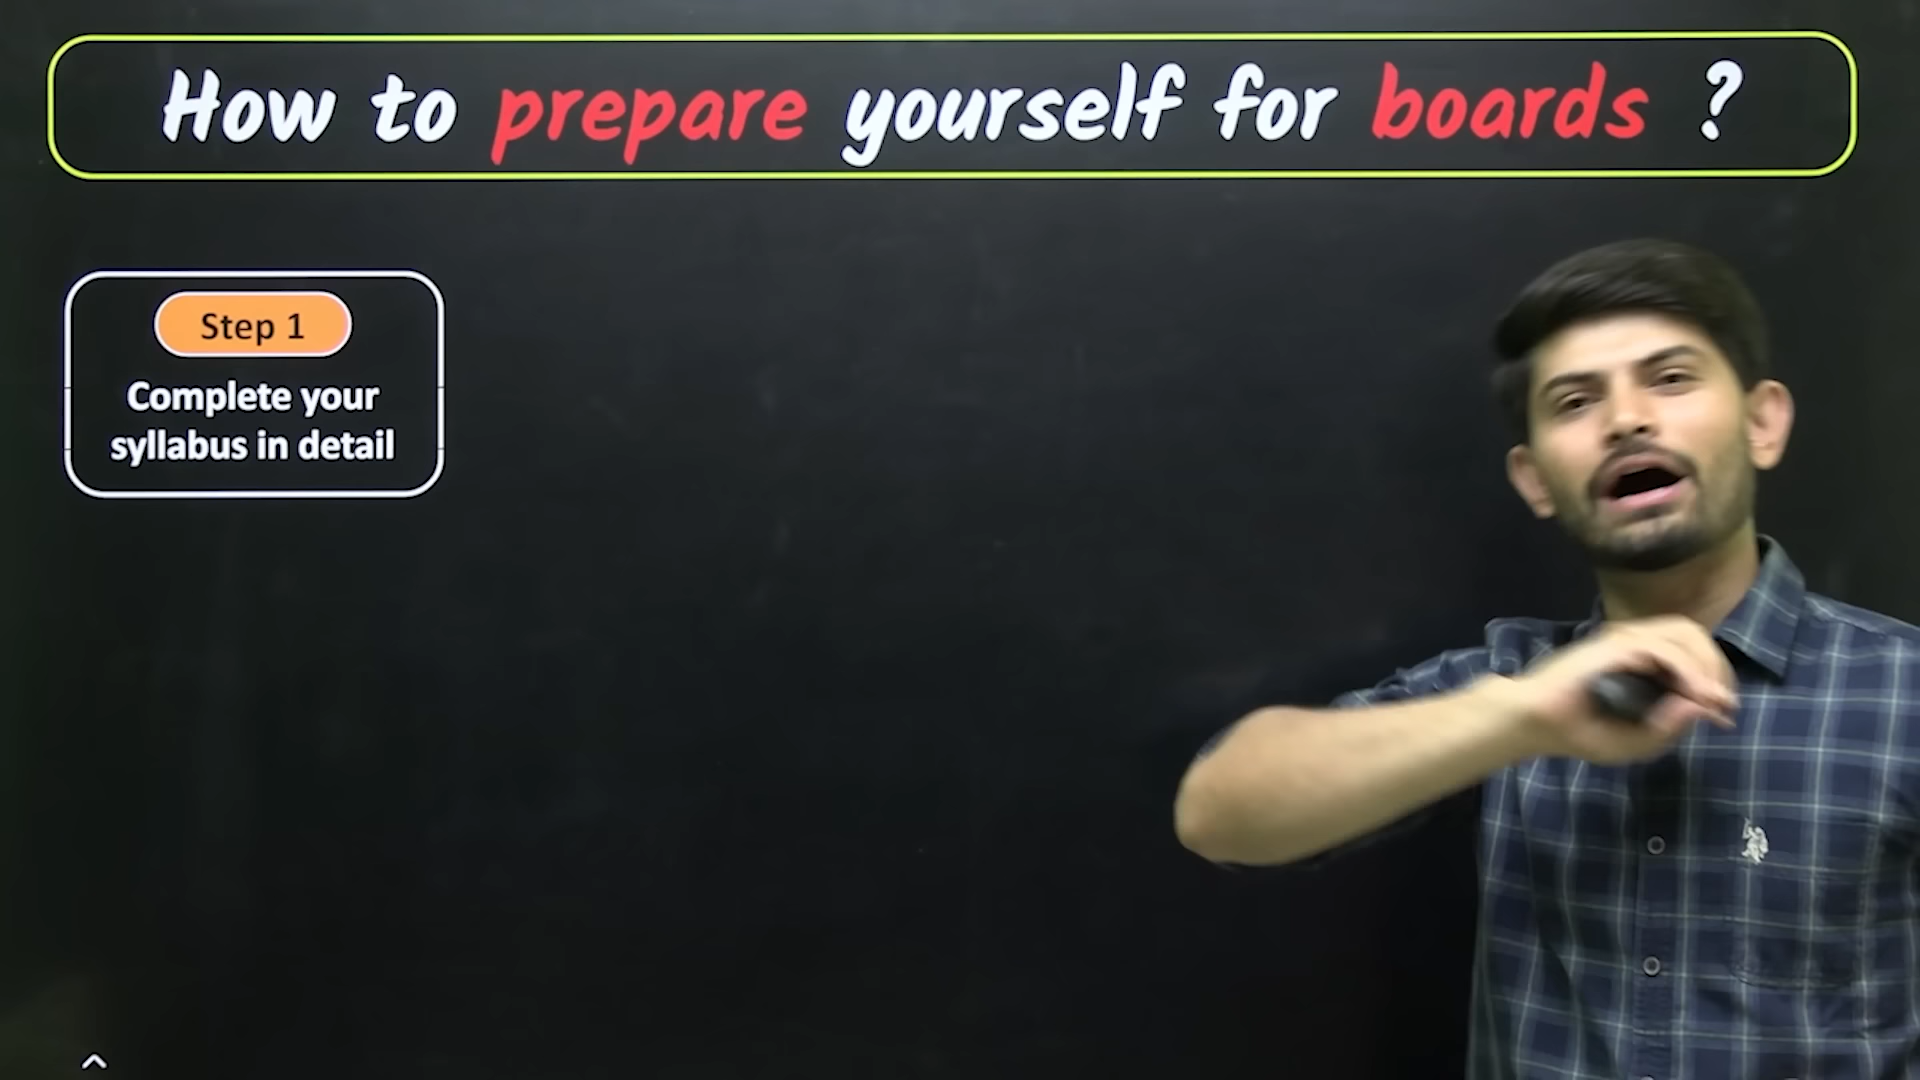 How to prepare yourself for boards ?
Step 1
Complete your
syllabus in detail